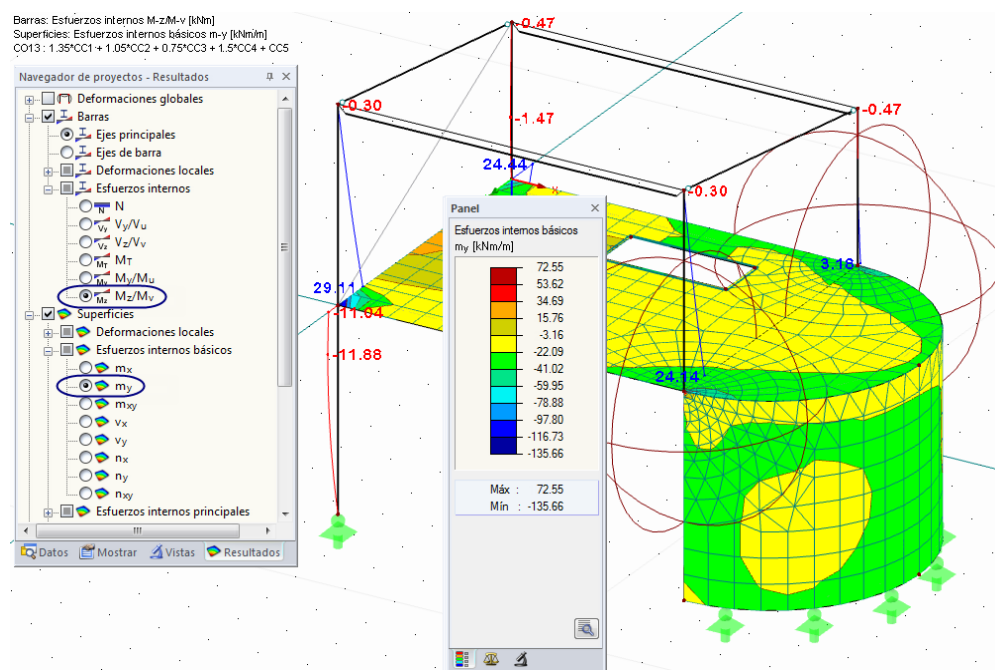 Barras: Esfuerzos internos M-z/M-v [kNm]
Superficies: Esfuerzos internos básicos m-y [kNm/m]
CO13 : 1.35*CC1 + 1.05*CC2 + 0.75*CC3 + 1.5*CC4 + CC5
Navegador de proyectos - Resultados
Deformaciones globales
Barras
Ejes principales
Ejes de barra
Deformaciones locales
Esfuerzos internos
N N
Vy Vy/Vu
Vz Vz/Vv
MT MT
My My/Mu
Mz Mz/Mv
Superficies
Deformaciones locales
Esfuerzos internos básicos
mx
my
mxy
vx
vy
nx
ny
nxy
Esfuerzos internos principales
Datos Mostrar Vistas Resultados
-0.47
-0.30
-0.47
-1.47
24.44
x
-0.30
3.18
29.11
-11.04
-11.88
24.14
Panel
Esfuerzos internos básicos
my [kNm/m]
72.55
53.62
34.69
15.76
-3.16
-22.09
-41.02
-59.95
-78.88
-97.80
-116.73
-135.66
Máx : 72.55
Mín : -135.66